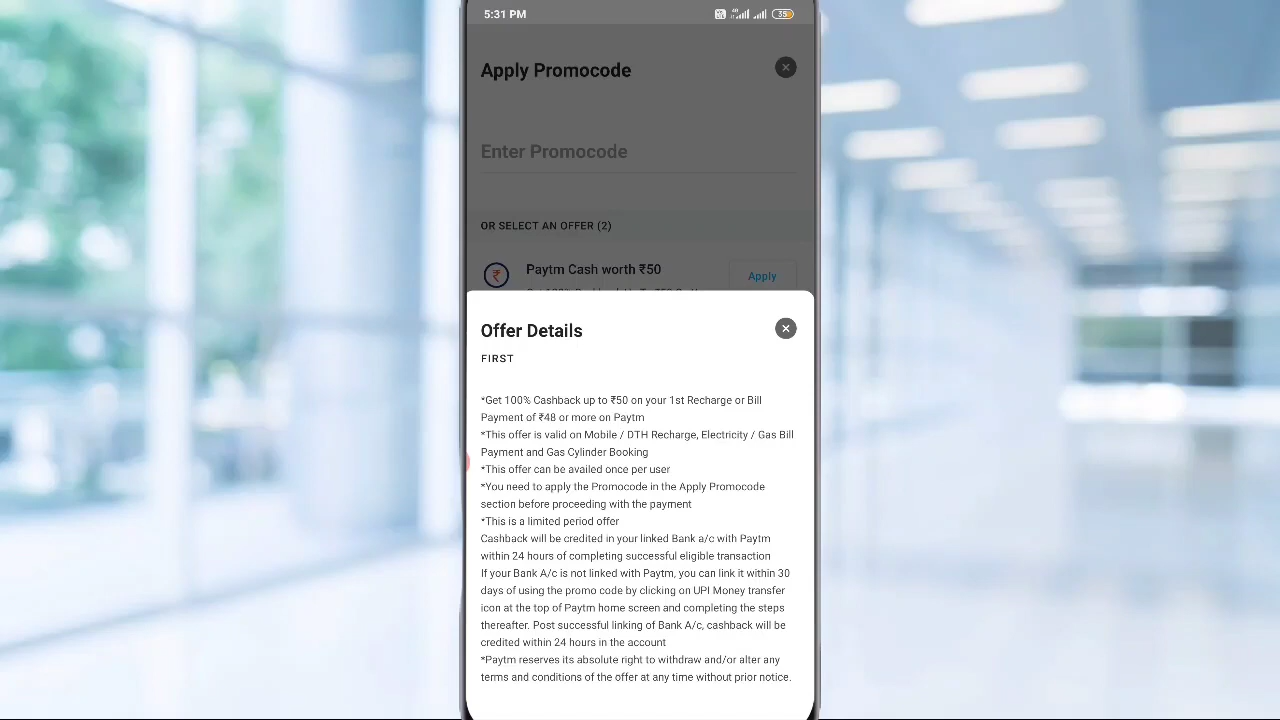 5:31 PM
4G
35
Apply Promocode
Enter Promocode
OR SELECT AN OFFER (2)
Paytm Cash worth ₹50
Apply
Offer Details
FIRST
*Get 100% Cashback up to ₹50 on your 1st Recharge or Bill
Payment of ₹48 or more on Paytm
*This offer is valid on Mobile / DTH Recharge, Electricity / Gas Bill
Payment and Gas Cylinder Booking
*This offer can be availed once per user
*You need to apply the Promocode in the Apply Promocode
section before proceeding with the payment
*This is a limited period offer
Cashback will be credited in your linked Bank a/c with Paytm
within 24 hours of completing successful eligible transaction
If your Bank A/c is not linked with Paytm, you can link it within 30
days of using the promo code by clicking on UPI Money transfer
icon at the top of Paytm home screen and completing the steps
thereafter. Post successful linking of Bank A/c, cashback will be
credited within 24 hours in the account
*Paytm reserves its absolute right to withdraw and/or alter any
terms and conditions of the offer at any time without prior notice.